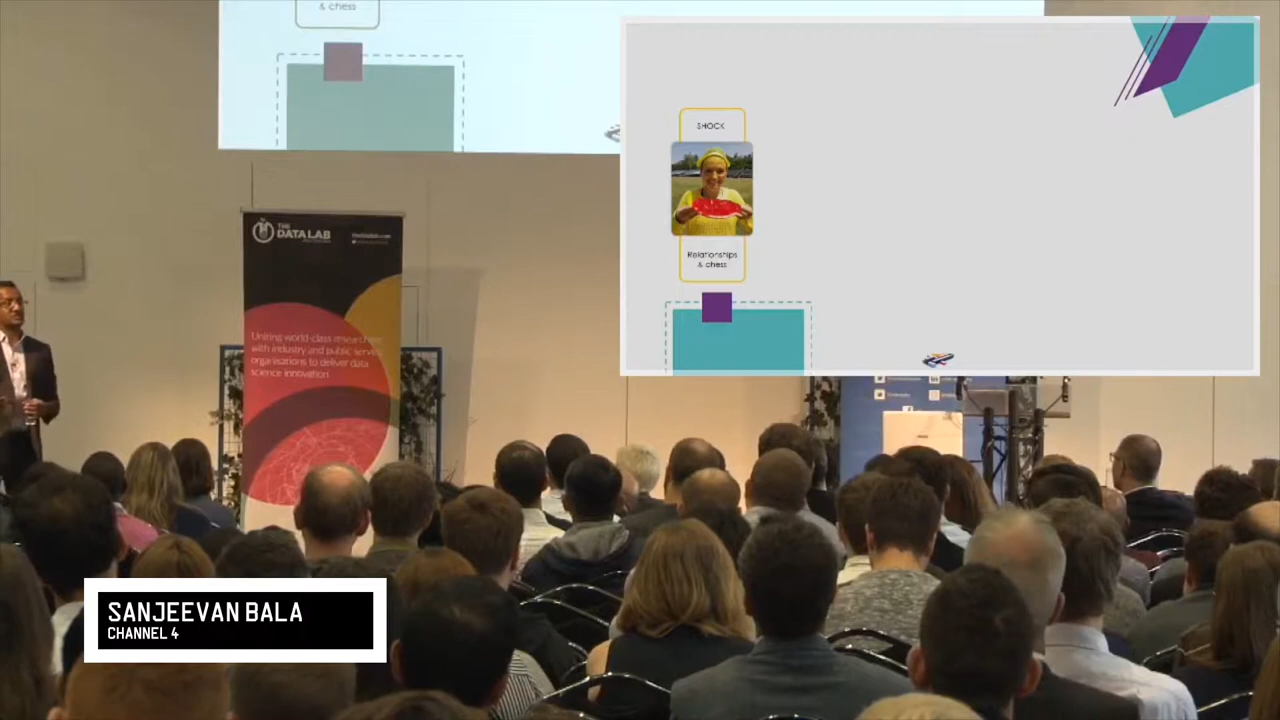 & chess
SHOCK
Relationships
& chess
THE
DATA LAB
Uniting world-class researchers
with industry and public service
organisations to deliver data
science innovation
SANJEEVAN BALA
CHANNEL 4